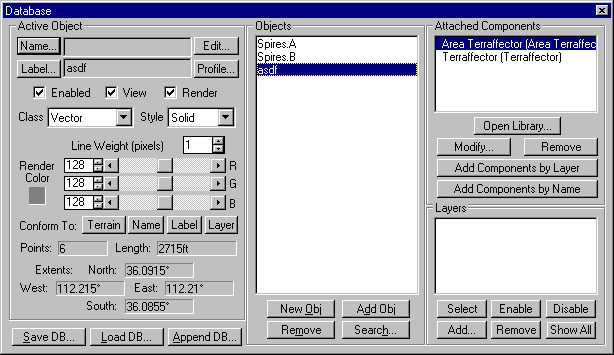 Database
Active Object
Name...
Edit...
Label...
asdf
Profile...
Enabled
View
Render
Class
Vector
Style
Solid
Line Weight (pixels)
1
Render
Color
128
R
128
G
128
B
Conform To:
Terrain
Name
Label
Layer
Points:
6
Length:
2715ft
Extents:
North:
36.0915°
West:
112.215°
East:
112.21°
South:
36.0855°
Save DB...
Load DB...
Append DB...
Objects
Spires.A
Spires.B
asdf
New Obj
Add Obj
Remove
Search...
Attached Components
Area Terraffector (Area Terraffec
Terraffector (Terraffector)
Open Library...
Modify...
Remove
Add Components by Layer
Add Components by Name
Layers
Select
Enable
Disable
Add...
Remove
Show All